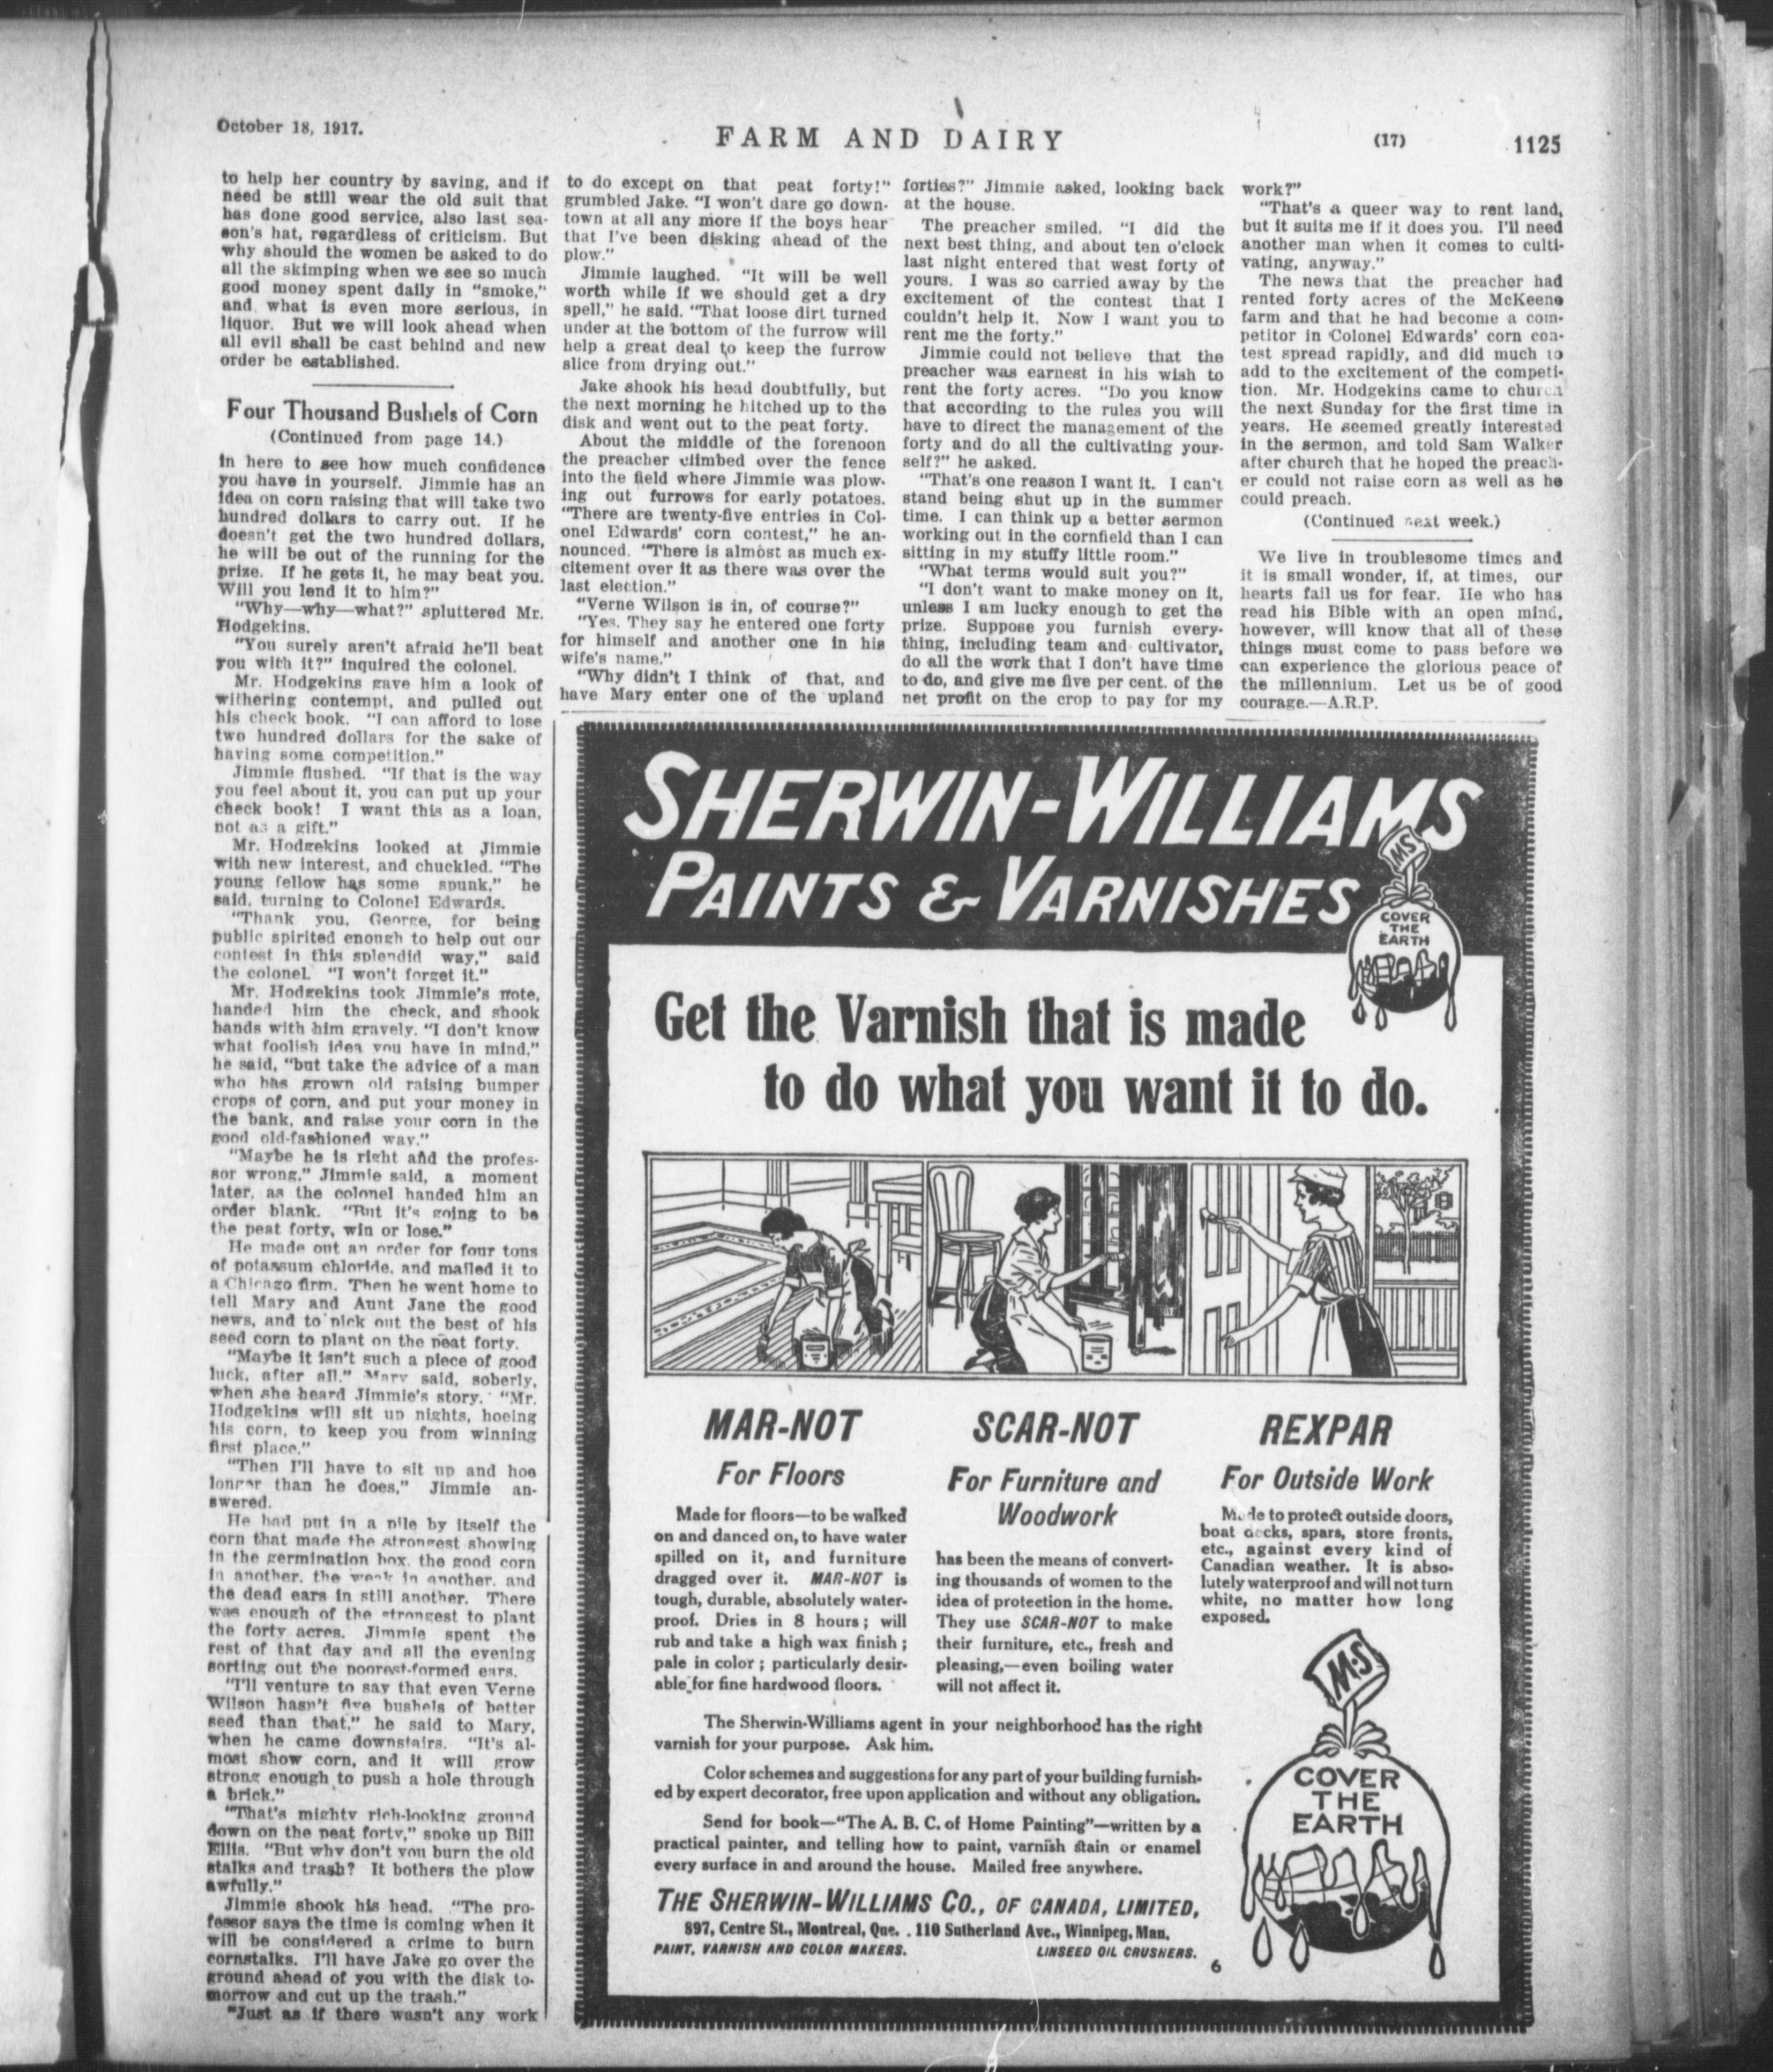 October 18, 1917.
FARM AND DAIRY
(17)
1125
to help her country by saving, and if
need be still wear the old suit that
has done good service, also last sea-
son's hat, regardless of criticism. But
why should the women be asked to do
all the skimping when we see so much
good money spent daily in "smoke,"
and what is even more serious, in
liquor. But we will look ahead when
all evil shall be cast behind and new
order be established.
Four Thousand Bushels of Corn
(Continued from page 14.)
in here to see how much confidence
you have in yourself. Jimmie has an
idea on corn raising that will take two
hundred dollars to carry out. If he
doesn't get the two hundred dollars,
he will be out of the running for the
prize. If he gets it, he may beat you.
Will you lend it to him?"
"Why—why—what?" spluttered Mr.
Hodgekins.
"You surely aren't afraid he'll beat
you with it?" inquired the colonel.
Mr. Hodgekins gave him a look of
withering contempt, and pulled out
his check book. "I can afford to lose
two hundred dollars for the sake of
having some competition."
Jimmie flushed. "If that is the way
you feel about it, you can put up your
check book! I want this as a loan,
not as a gift."
Mr. Hodgekins looked at Jimmie
with new interest, and chuckled. "The
young fellow has some spunk," he
said, turning to Colonel Edwards.
"Thank you, George, for being
public spirited enough to help out our
contest in this splendid way," said
the colonel. "I won't forget it."
Mr. Hodgekins took Jimmie's note,
handed him the check, and shook
hands with him gravely. "I don't know
what foolish idea you have in mind,"
he said, "but take the advice of a man
who has grown old raising bumper
crops of corn, and put your money in
the bank, and raise your corn in the
good old-fashioned way."
"Maybe he is right and the profes-
sor wrong," Jimmie said, a moment
later, as the colonel handed him an
order blank. "But it's going to be
the peat forty, win or lose."
He made out an order for four tons
of potassum chloride, and mailed it to
a Chicago firm. Then he went home to
tell Mary and Aunt Jane the good
news, and to pick out the best of his
seed corn to plant on the peat forty.
"Maybe it isn't such a piece of good
luck, after all," Mary said, soberly,
when she heard Jimmie's story. "Mr.
Hodgekins will sit up nights, hoeing
his corn, to keep you from winning
first place."
"Then I'll have to sit up and hoe
longer than he does," Jimmie an-
swered.
He had put in a pile by itself the
corn that made the strongest showing
in the germination box, the good corn
in another, the weak in another, and
the dead ears in still another. There
was enough of the strongest to plant
the forty acres. Jimmie spent the
rest of that day and all the evening
sorting out the poorest-formed ears.
"I'll venture to say that even Verne
Wilson hasn't five bushels of better
seed than that," he said to Mary,
when he came downstairs. "It's al-
most show corn, and it will grow
strong enough to push a hole through
a brick."
"That's mighty rich-looking ground
down on the peat forty," spoke up Bill
Ellis. "But why don't you burn the old
stalks and trash? It bothers the plow
awfully."
Jimmie shook his head. "The pro-
fessor says the time is coming when it
will be considered a crime to burn
cornstalks. I'll have Jake go over the
ground ahead of you with the disk to-
morrow and cut up the trash."
"Just as if there wasn't any work
to do except on that peat forty!"
grumbled Jake. "I won't dare go down-
town at all any more if the boys hear
that I've been disking ahead of the
plow."
Jimmie laughed. "It will be well
worth while if we should get a dry
spell," he said. "That loose dirt turned
under at the bottom of the furrow will
help a great deal to keep the furrow
slice from drying out."
Jake shook his head doubtfully, but
the next morning he hitched up to the
disk and went out to the peat forty.
About the middle of the forenoon
the preacher climbed over the fence
into the field where Jimmie was plow-
ing out furrows for early potatoes.
"There are twenty-five entries in Col-
onel Edwards' corn contest," he an-
nounced. "There is almost as much ex-
citement over it as there was over the
last election."
"Verne Wilson is in, of course?"
"Yes. They say he entered one forty
for himself and another one in his
wife's name."
"Why didn't I think of that, and
have Mary enter one of the upland
forties?" Jimmie asked, looking back
at the house.
The preacher smiled. "I did the
next best thing, and about ten o'clock
last night entered that west forty of
yours. I was so carried away by the
excitement of the contest that I
couldn't help it. Now I want you to
rent me the forty."
Jimmie could not believe that the
preacher was earnest in his wish to
rent the forty acres. "Do you know
that according to the rules you will
have to direct the management of the
forty and do all the cultivating your-
self?" he asked.
"That's one reason I want it. I can't
stand being shut up in the summer
time. I can think up a better sermon
working out in the cornfield than I can
sitting in my stuffy little room."
"What terms would suit you?"
"I don't want to make money on it,
unless I am lucky enough to get the
prize. Suppose you furnish every-
thing, including team and cultivator,
do all the work that I don't have time
to do, and give me five per cent. of the
net profit on the crop to pay for my
work?"
"That's a queer way to rent land,
but it suits me if it does you. I'll need
another man when it comes to culti-
vating, anyway."
The news that the preacher had
rented forty acres of the McKeene
farm and that he had become a com-
petitor in Colonel Edwards' corn con-
test spread rapidly, and did much to
add to the excitement of the competi-
tion. Mr. Hodgekins came to church
the next Sunday for the first time in
years. He seemed greatly interested
in the sermon, and told Sam Walker
after church that he hoped the preach-
er could not raise corn as well as he
could preach.
(Continued next week.)
We live in troublesome times and
it is small wonder, if, at times, our
hearts fail us for fear. He who has
read his Bible with an open mind,
however, will know that all of these
things must come to pass before we
can experience the glorious peace of
the millennium. Let us be of good
courage.—A.R.P.
SHERWIN-WILLIAMS
PAINTS & VARNISHES
MS
COVER
THE
EARTH
Get the Varnish that is made
to do what you want it to do.
MAR-NOT
For Floors
Made for floors—to be walked
on and danced on, to have water
spilled on it, and furniture
dragged over it. MAR-NOT is
tough, durable, absolutely water-
proof. Dries in 8 hours; will
rub and take a high wax finish;
pale in color; particularly desir-
able for fine hardwood floors.
SCAR-NOT
For Furniture and
Woodwork
has been the means of convert-
ing thousands of women to the
idea of protection in the home.
They use SCAR-NOT to make
their furniture, etc., fresh and
pleasing,—even boiling water
will not affect it.
REXPAR
For Outside Work
Made to protect outside doors,
boat decks, spars, store fronts,
etc., against every kind of
Canadian weather. It is abso-
lutely waterproof and will not turn
white, no matter how long
exposed.
The Sherwin-Williams agent in your neighborhood has the right
varnish for your purpose. Ask him.
Color schemes and suggestions for any part of your building furnish-
ed by expert decorator, free upon application and without any obligation.
Send for book—"The A. B. C. of Home Painting"—written by a
practical painter, and telling how to paint, varnish stain or enamel
every surface in and around the house. Mailed free anywhere.
THE SHERWIN-WILLIAMS CO., OF CANADA, LIMITED,
897, Centre St., Montreal, Que. . 110 Sutherland Ave., Winnipeg, Man.
PAINT, VARNISH AND COLOR MAKERS. LINSEED OIL CRUSHERS.
6
M-S
COVER
THE
EARTH